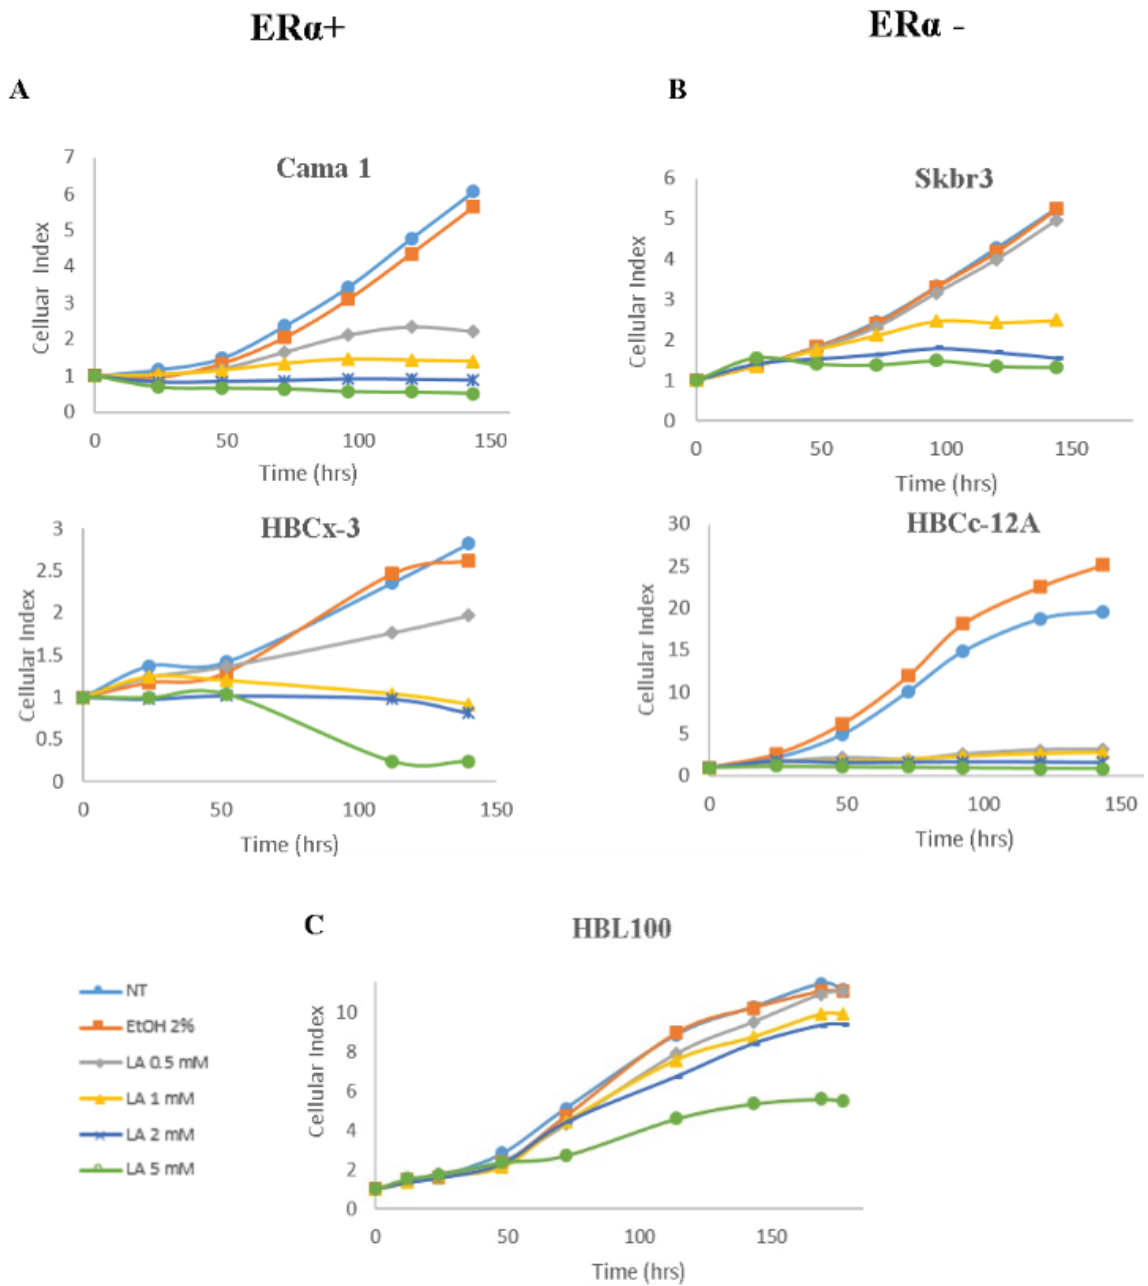 ERα+
ERα -
A
B
Cama 1
7
6
5
4
3
2
1
0
Celluar Index
0
50
100
150
Time (hrs)
Skbr3
6
5
4
3
2
1
0
Cellular Index
0
50
100
150
Time (hrs)
HBCx-3
3
2.5
2
1.5
1
0.5
0
Cellular Index
0
50
100
150
Time (hrs)
HBCc-12A
30
25
20
15
10
5
0
Cellular Index
0
50
100
150
Time (hrs)
C
HBL100
NT
EtOH 2%
LA 0.5 mM
LA 1 mM
LA 2 mM
LA 5 mM
10
8
6
4
2
0
Cellular Index
0
50
100
150
Time (hrs)